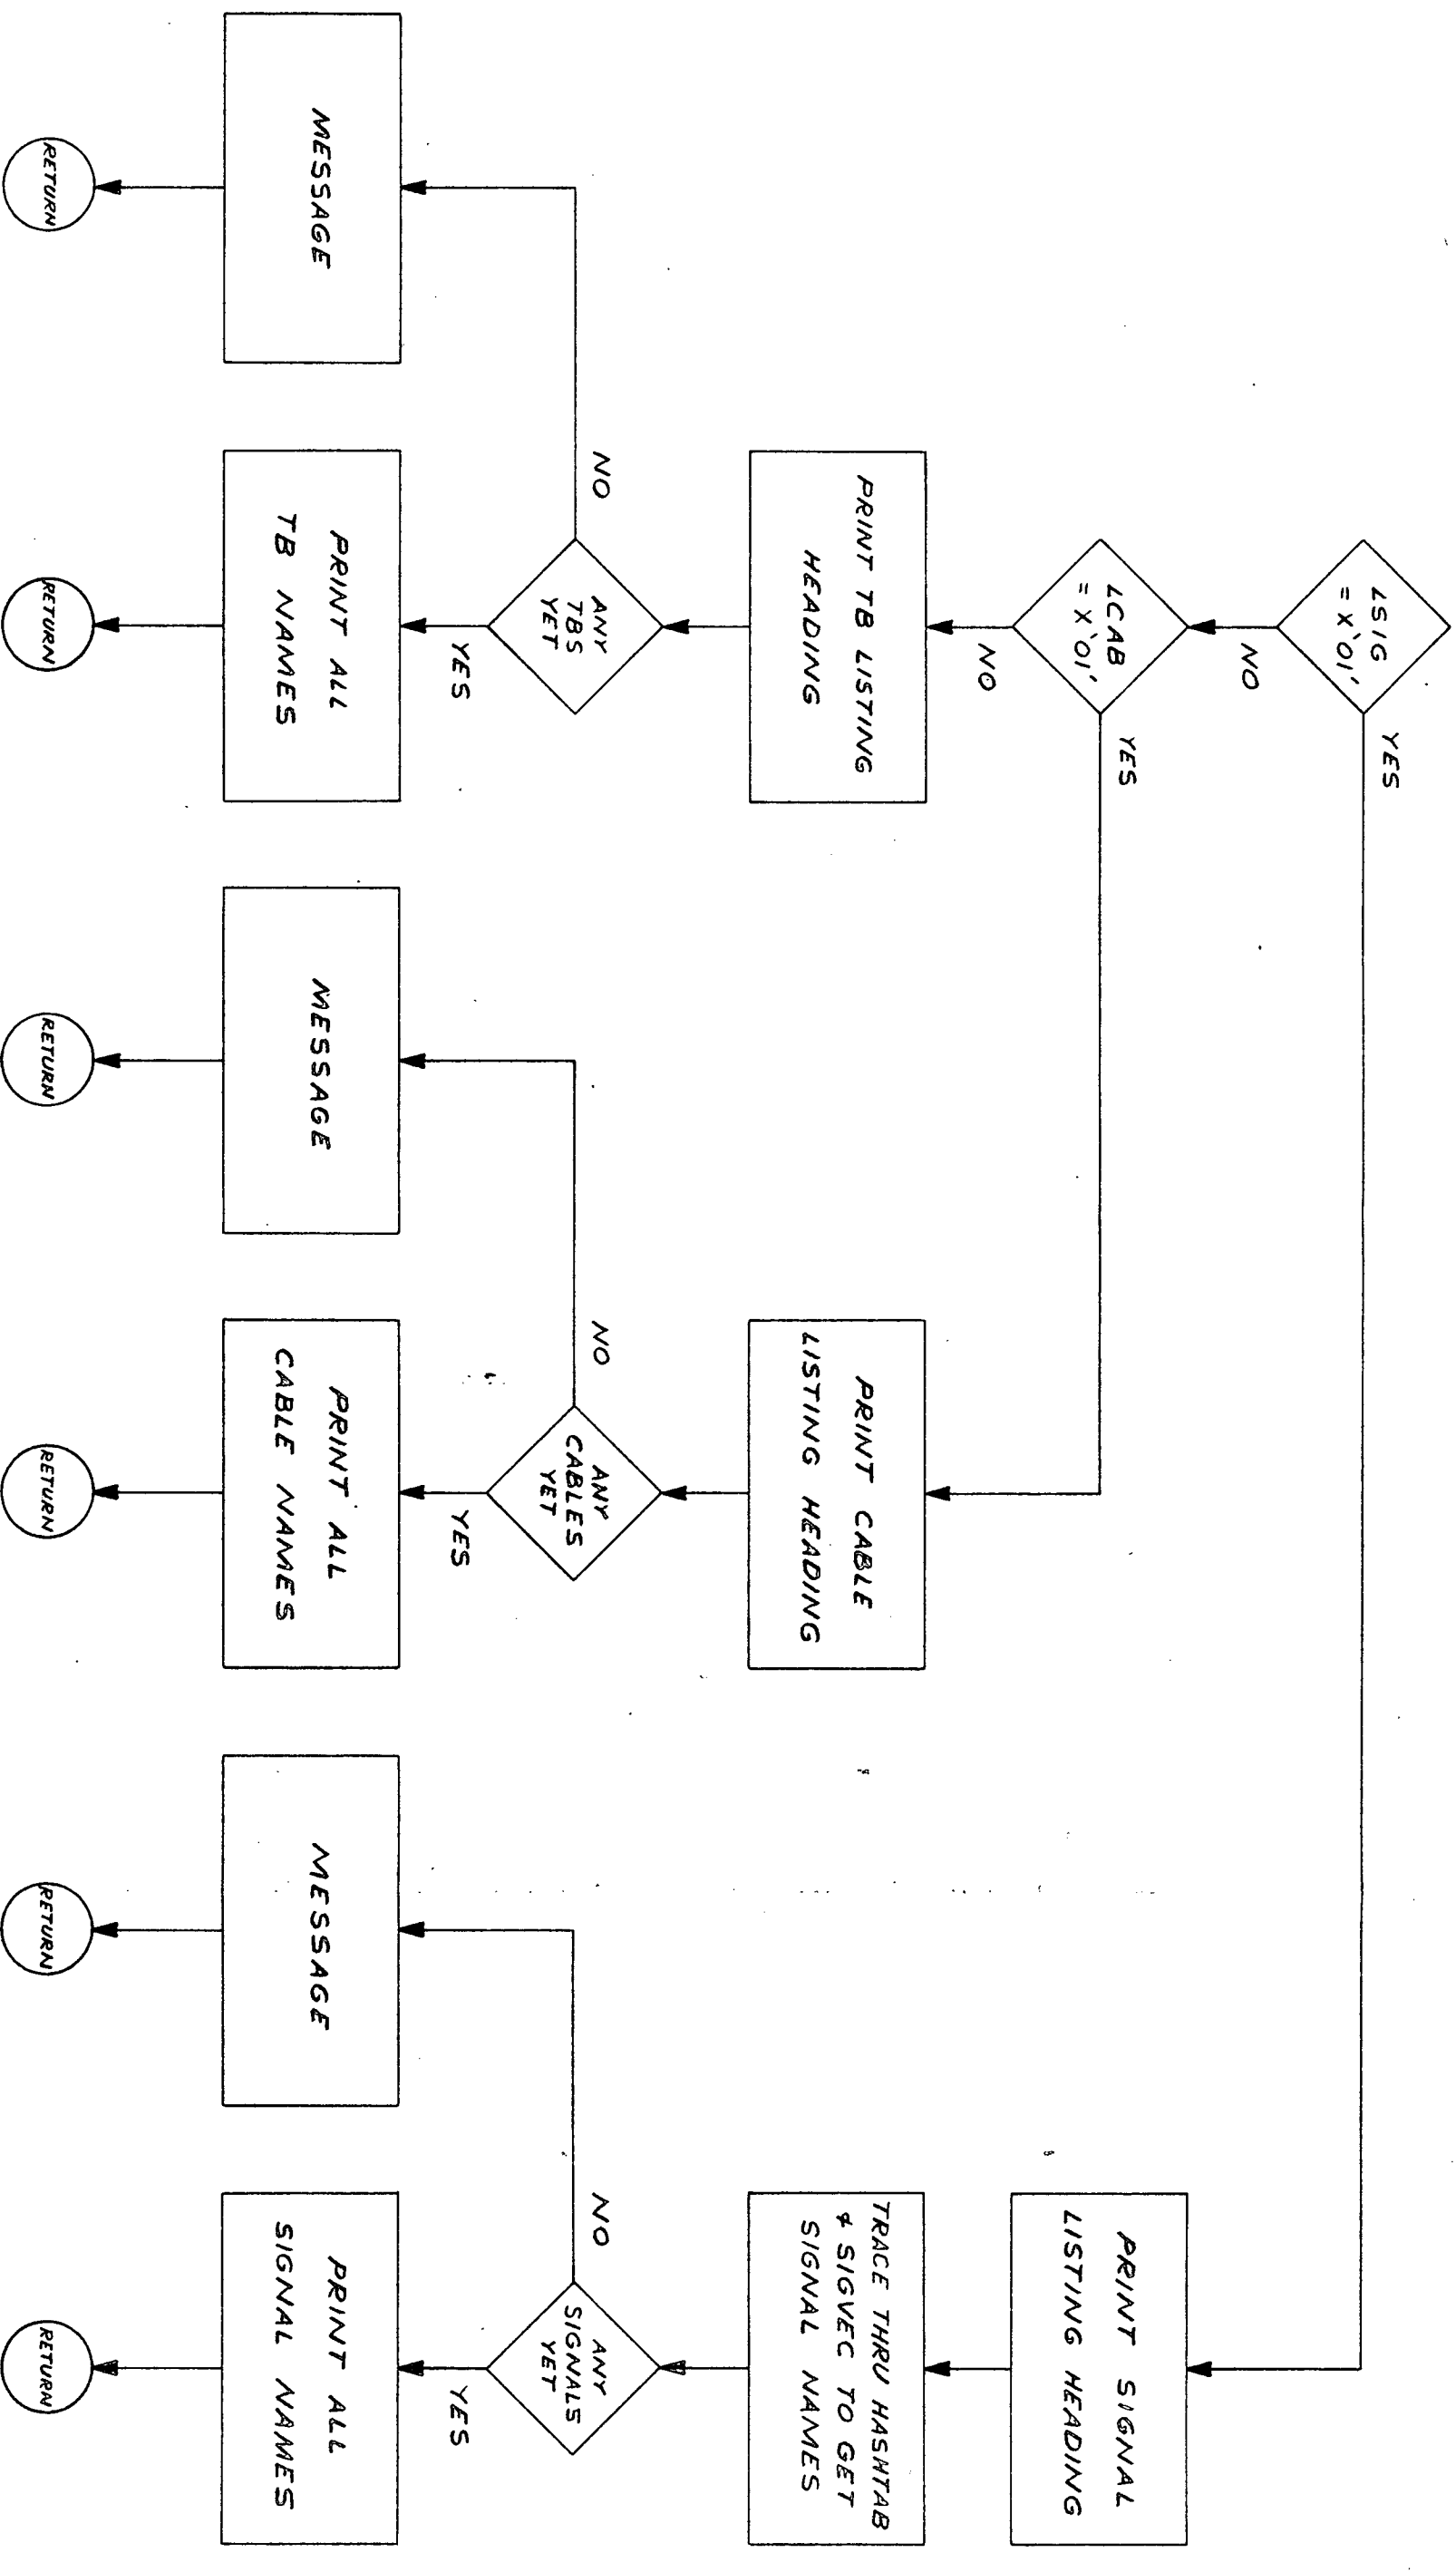 LSIG
= X'01'
YES
NO
LCAB
= X'01'
YES
NO
PRINT SIGNAL
LISTING HEADING
PRINT TB LISTING
HEADING
PRINT CABLE
LISTING HEADING
TRACE THRU HASHTAB
& SIGVEC TO GET
SIGNAL NAMES
NO
ANY
TBS
YET
YES
NO
ANY
CABLES
YET
YES
NO
ANY
SIGNALS
YET
YES
MESSAGE
PRINT ALL
TB NAMES
MESSAGE
PRINT ALL
CABLE NAMES
MESSAGE
PRINT ALL
SIGNAL NAMES
RETURN
RETURN
RETURN
RETURN
RETURN
RETURN